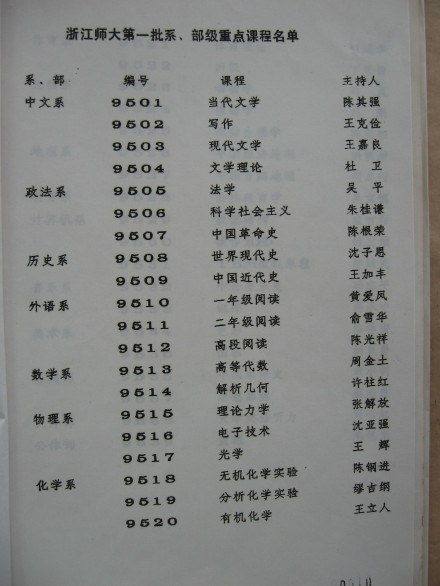 浙江师大第一批系、部级重点课程名单
系、部 编号 课程 主持人
中文系 9501 当代文学 陈其强
9502 写作 王克俭
9503 现代文学 王嘉良
9504 文学理论 杜卫
政法系 9505 法学 吴平
9506 科学社会主义 朱桂谦
9507 中国革命史 陈根荣
历史系 9508 世界现代史 沈子恩
9509 中国近代史 王加丰
外语系 9510 一年级阅读 黄爱凤
9511 二年级阅读 俞雪华
9512 高段阅读 陈光祥
数学系 9513 高等代数 周金土
9514 解析几何 许柱红
物理系 9515 理论力学 张解放
9516 电子技术 沈亚强
9517 光学 王辉
化学系 9518 无机化学实验 陈钢进
9519 分析化学实验 缪吉纲
9520 有机化学 王立人